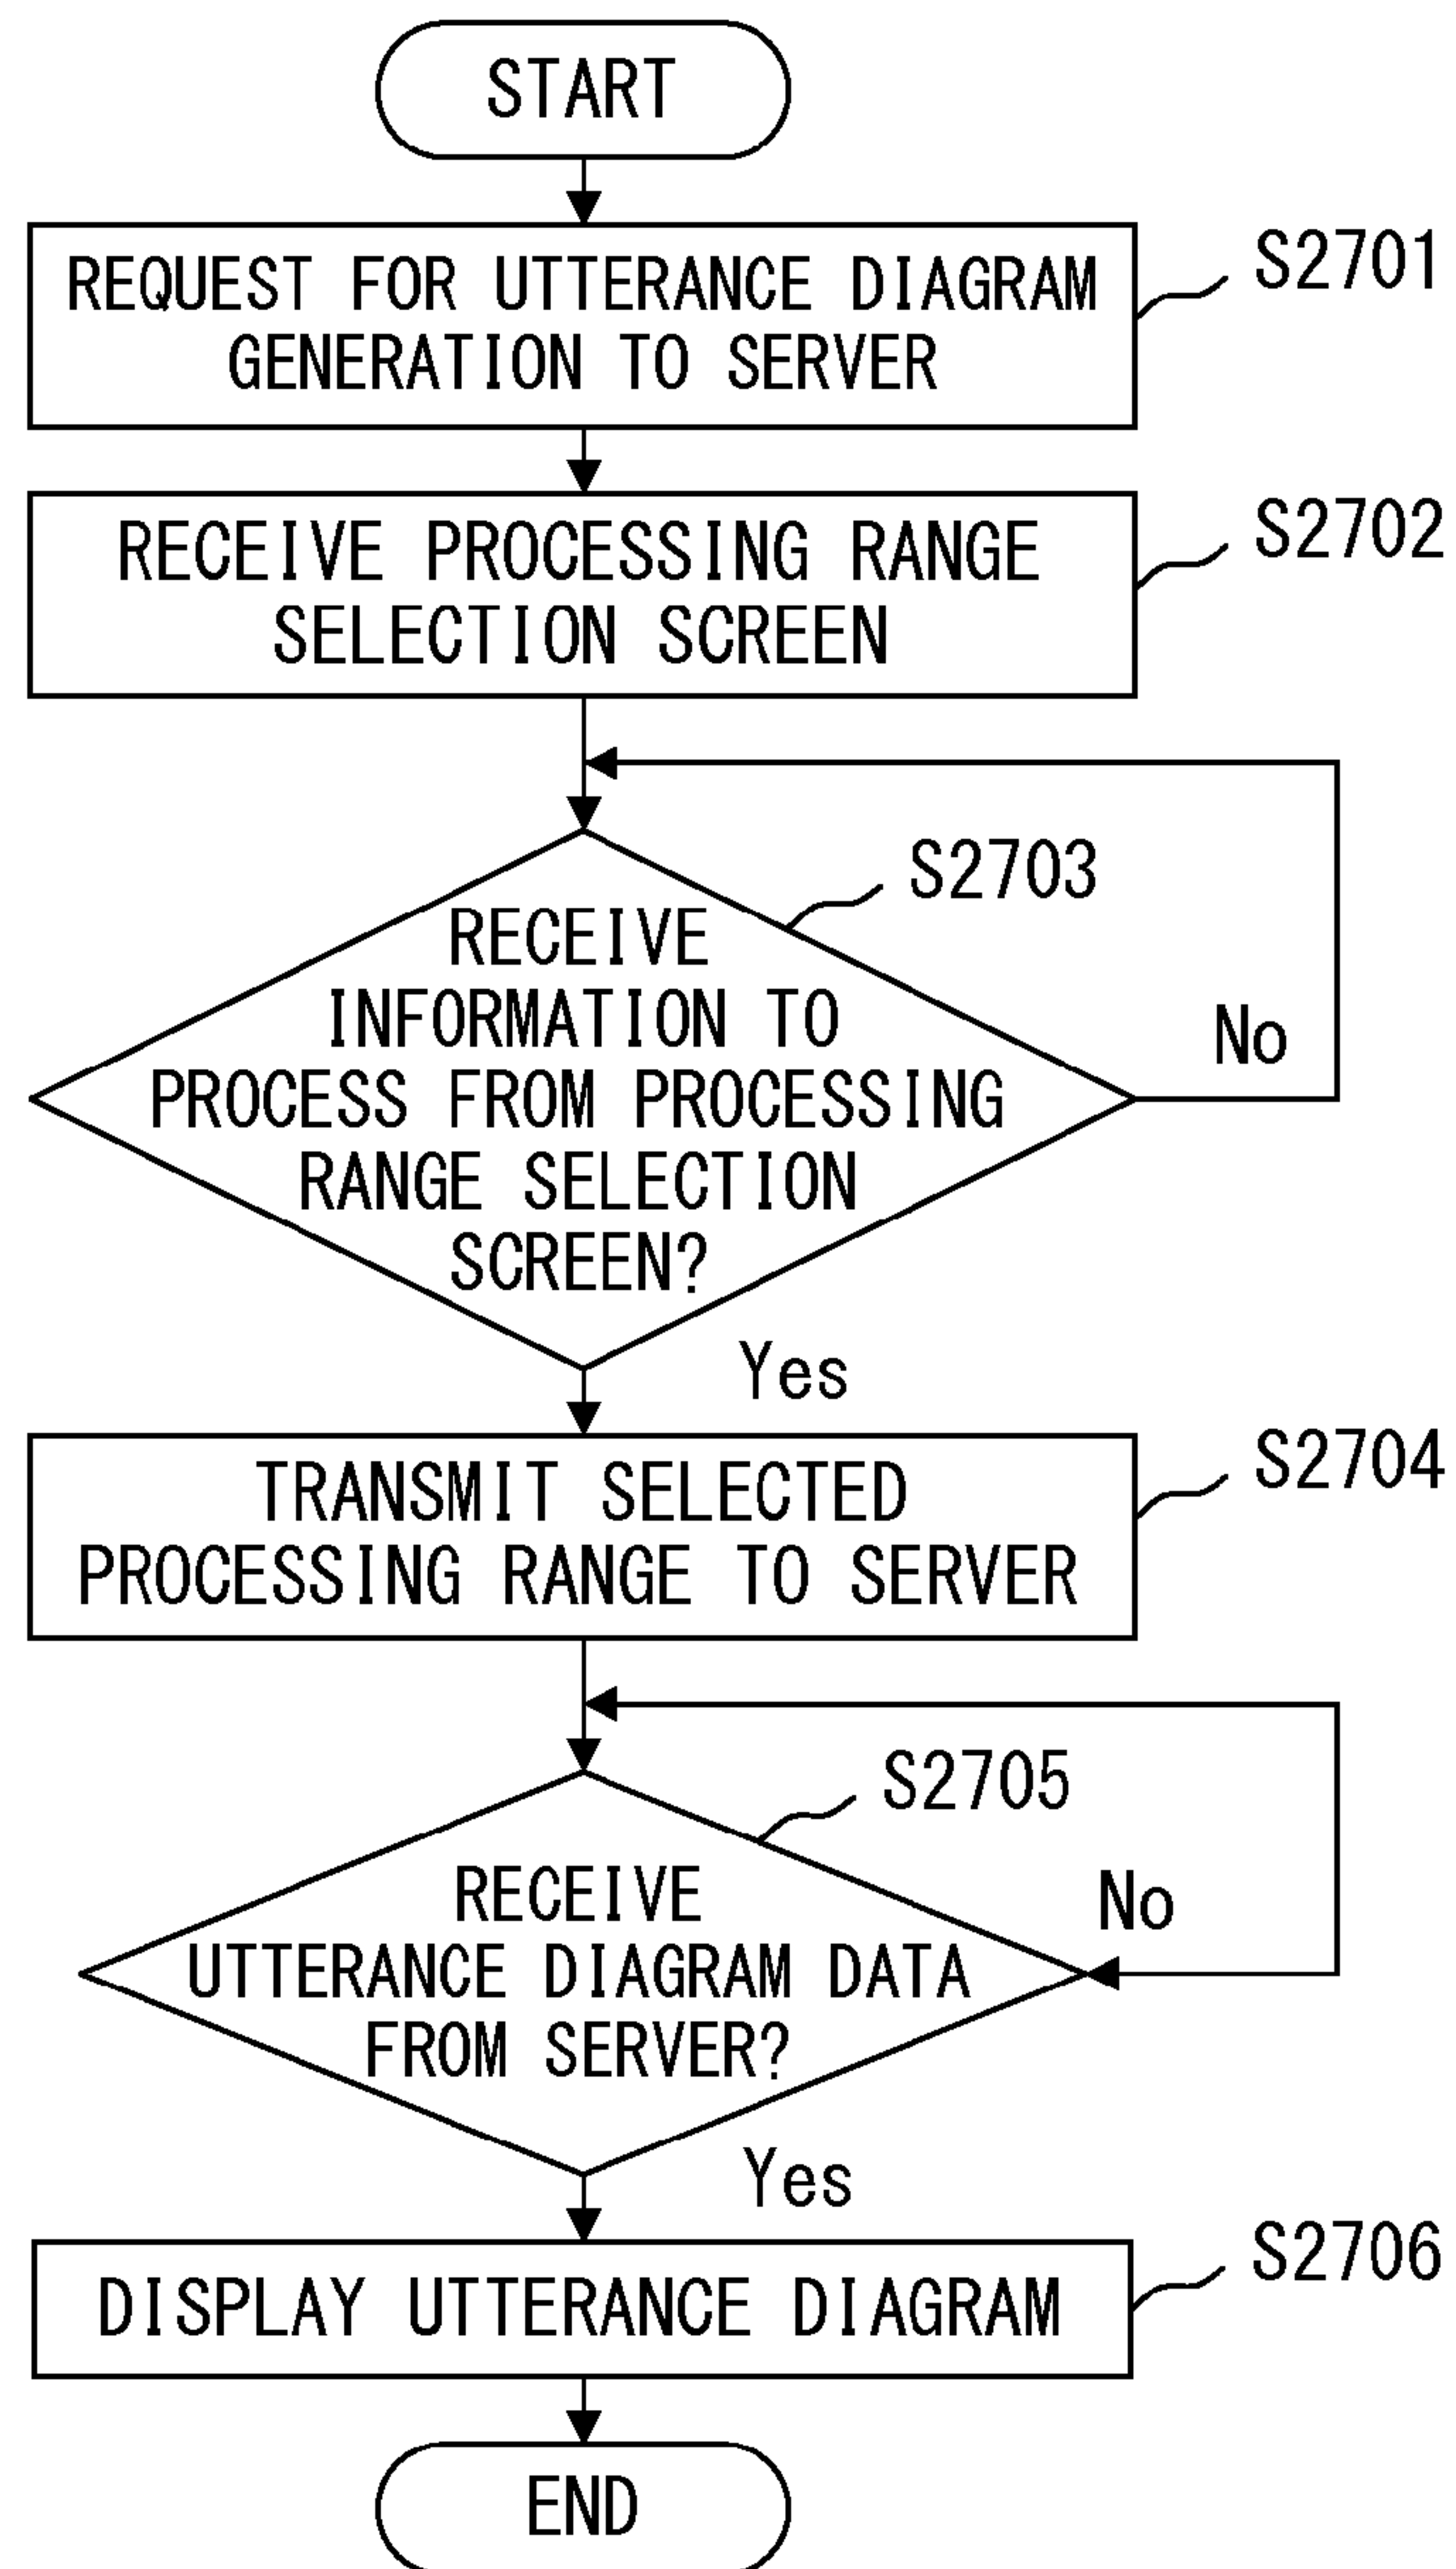 START
REQUEST FOR UTTERANCE DIAGRAM
GENERATION TO SERVER
S2701
RECEIVE PROCESSING RANGE
SELECTION SCREEN
S2702
S2703
RECEIVE
INFORMATION TO
PROCESS FROM PROCESSING
RANGE SELECTION
SCREEN?
No
Yes
TRANSMIT SELECTED
PROCESSING RANGE TO SERVER
S2704
S2705
RECEIVE
UTTERANCE DIAGRAM DATA
FROM SERVER?
No
Yes
DISPLAY UTTERANCE DIAGRAM
S2706
END